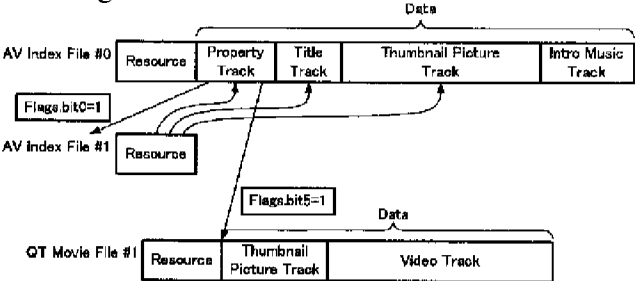 Data
AV Index File #0
Resource
Property
Track
Title
Track
Thumbnail Picture
Track
Intro Music
Track
Flags.bit0=1
AV index File #1
Resource
Flags.bit5=1
Data
QT Movie File #1
Resource
Thumbnail
Picture Track
Video Track